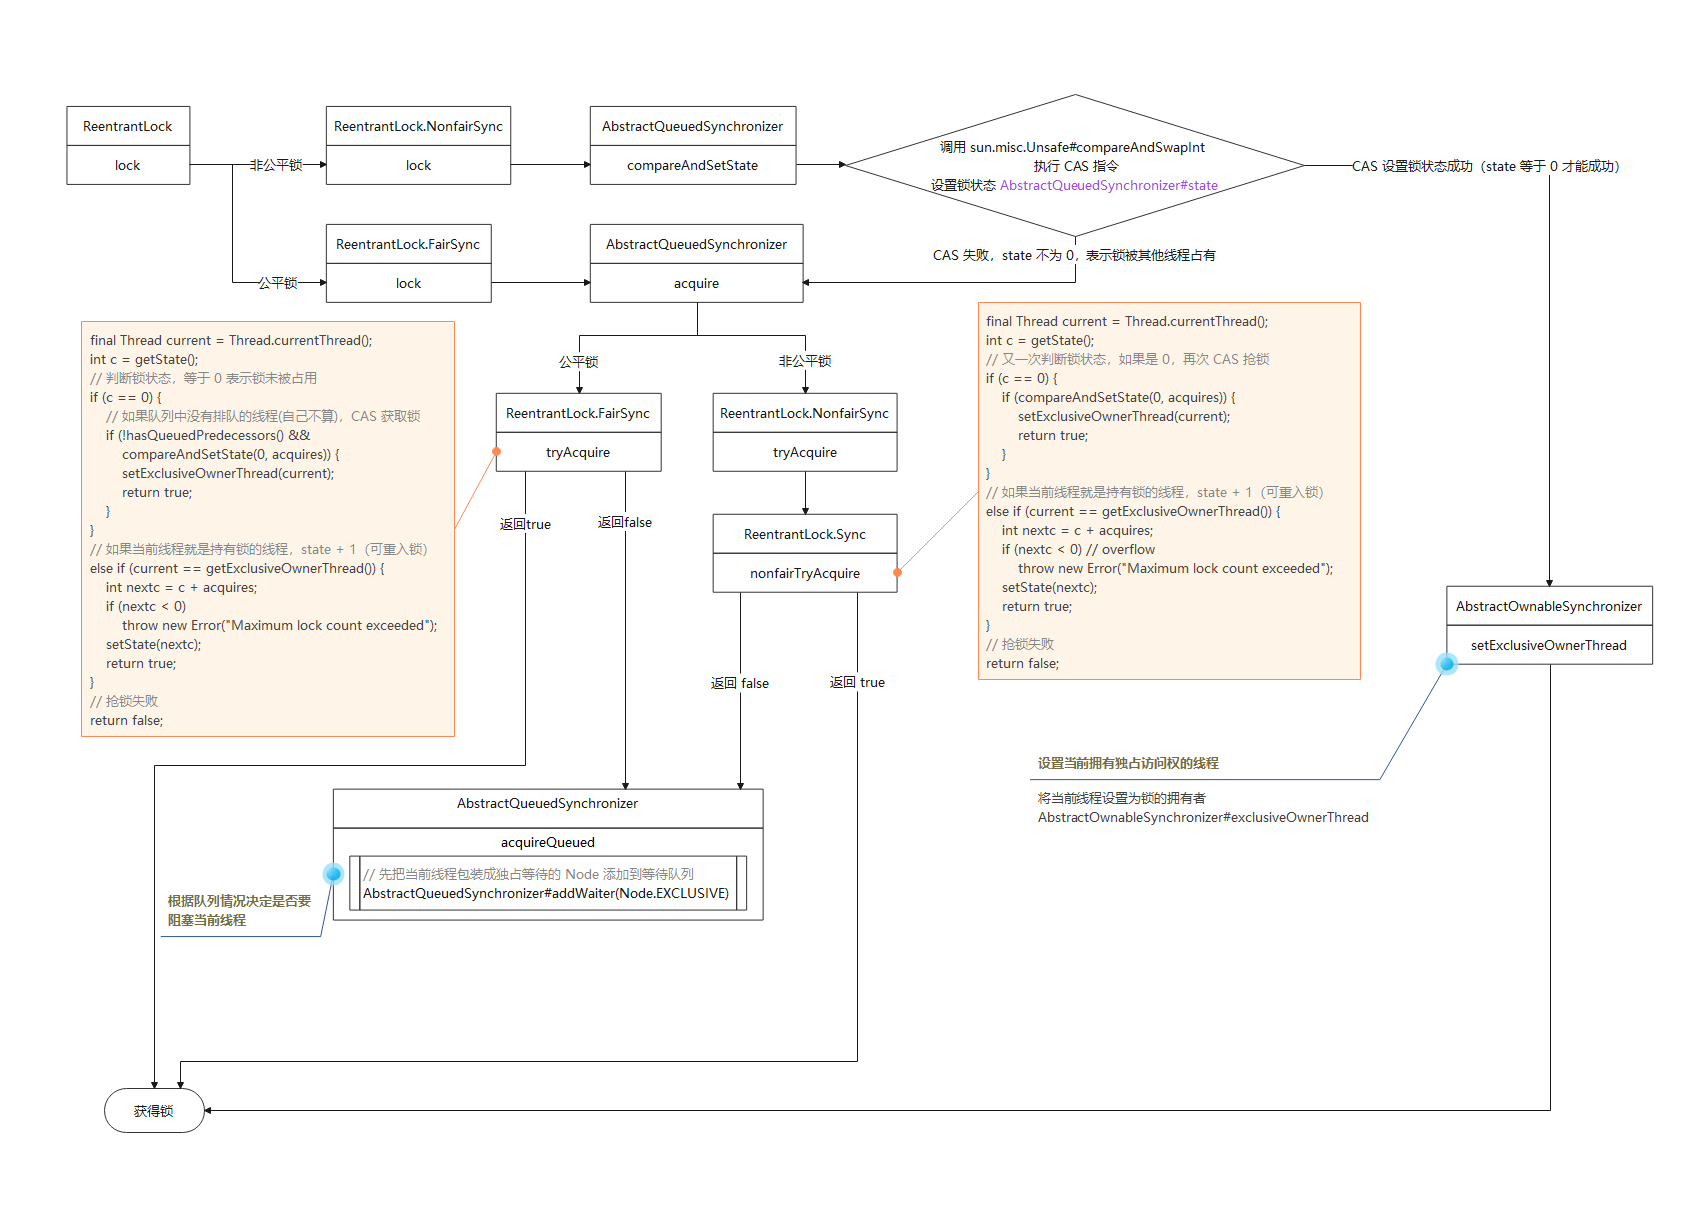 ReentrantLock
lock
非公平锁
ReentrantLock.NonfairSync
lock
AbstractQueuedSynchronizer
compareAndSetState
调用 sun.misc.Unsafe#compareAndSwapInt
执行 CAS 指令
设置锁状态 AbstractQueuedSynchronizer#state
CAS 设置锁状态成功（state 等于 0 才能成功）
公平锁
ReentrantLock.FairSync
lock
AbstractQueuedSynchronizer
acquire
CAS 失败，state 不为 0，表示锁被其他线程占有
final Thread current = Thread.currentThread();
int c = getState();
// 判断锁状态，等于 0 表示锁未被占用
if (c == 0) {
// 如果队列中没有排队的线程(自己不算)，CAS 获取锁
if (!hasQueuedPredecessors() &&
compareAndSetState(0, acquires)) {
setExclusiveOwnerThread(current);
return true;
}
}
// 如果当前线程就是持有锁的线程，state + 1（可重入锁）
else if (current == getExclusiveOwnerThread()) {
int nextc = c + acquires;
if (nextc < 0)
throw new Error("Maximum lock count exceeded");
setState(nextc);
return true;
}
// 抢锁失败
return false;
公平锁
非公平锁
ReentrantLock.FairSync
tryAcquire
ReentrantLock.NonfairSync
tryAcquire
返回true
返回false
ReentrantLock.Sync
nonfairTryAcquire
返回 false
返回 true
final Thread current = Thread.currentThread();
int c = getState();
// 又一次判断锁状态，如果是 0，再次 CAS 抢锁
if (c == 0) {
if (compareAndSetState(0, acquires)) {
setExclusiveOwnerThread(current);
return true;
}
}
// 如果当前线程就是持有锁的线程，state + 1（可重入锁）
else if (current == getExclusiveOwnerThread()) {
int nextc = c + acquires;
if (nextc < 0) // overflow
throw new Error("Maximum lock count exceeded");
setState(nextc);
return true;
}
// 抢锁失败
return false;
AbstractOwnableSynchronizer
setExclusiveOwnerThread
设置当前拥有独占访问权的线程
将当前线程设置为锁的拥有者
AbstractOwnableSynchronizer#exclusiveOwnerThread
AbstractQueuedSynchronizer
acquireQueued
// 先把当前线程包装成独占等待的 Node 添加到等待队列
AbstractQueuedSynchronizer#addWaiter(Node.EXCLUSIVE)
根据队列情况决定是否要
阻塞当前线程
获得锁